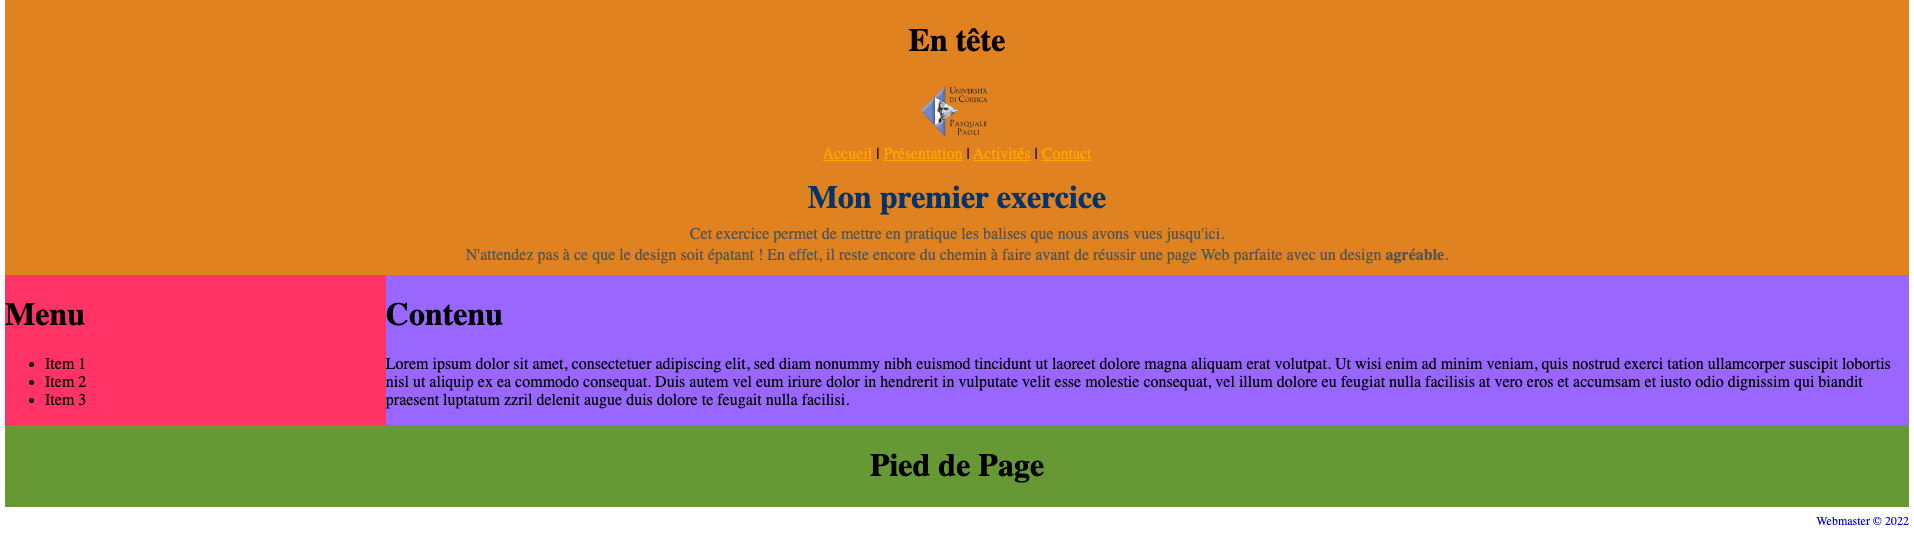 En tête
UNIVERSITÀ
DI CORSICA
PASQUALE
PAOLI
Accueil | Présentation | Activités | Contact
Mon premier exercice
Cet exercice permet de mettre en pratique les balises que nous avons vues jusqu'ici.
N'attendez pas à ce que le design soit épatant ! En effet, il reste encore du chemin à faire avant de réussir une page Web parfaite avec un design agréable.
Menu
• Item 1
• Item 2
• Item 3
Contenu
Lorem ipsum dolor sit amet, consectetuer adipiscing elit, sed diam nonummy nibh euismod tincidunt ut laoreet dolore magna aliquam erat volutpat. Ut wisi enim ad minim veniam, quis nostrud exerci tation ullamcorper suscipit lobortis
nisl ut aliquip ex ea commodo consequat. Duis autem vel eum iriure dolor in hendrerit in vulputate velit esse molestie consequat, vel illum dolore eu feugiat nulla facilisis at vero eros et accumsan et iusto odio dignissim qui biandit
praesent luptatum zzril delenit augue duis dolore te feugait nulla facilisi.
Pied de Page
Webmaster © 2022